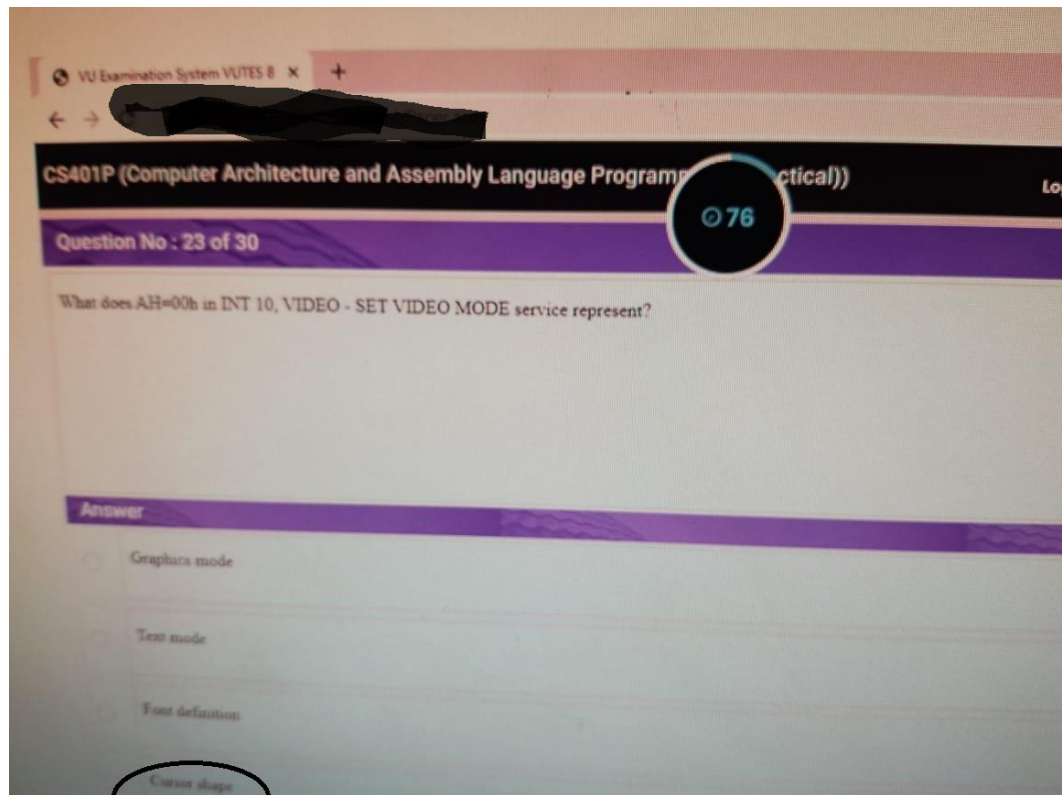 VU Examination System VUTES 8 × +
CS401P (Computer Architecture and Assembly Language Programm ctical))
76
Question No : 23 of 30
What does AH=00h in INT 10, VIDEO - SET VIDEO MODE service represent?
Answer
Graphics mode
Text mode
Font definition
Cursor shape